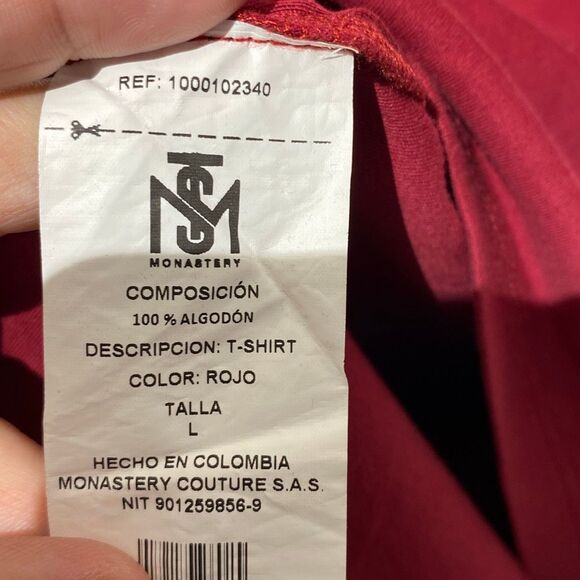 REF: 1000102340
MONASTERY
COMPOSICIÓN
100 % ALGODÓN
DESCRIPCION: T-SHIRT
COLOR: ROJO
TALLA
L
HECHO EN COLOMBIA
MONASTERY COUTURE S.A.S.
NIT 901259856-9